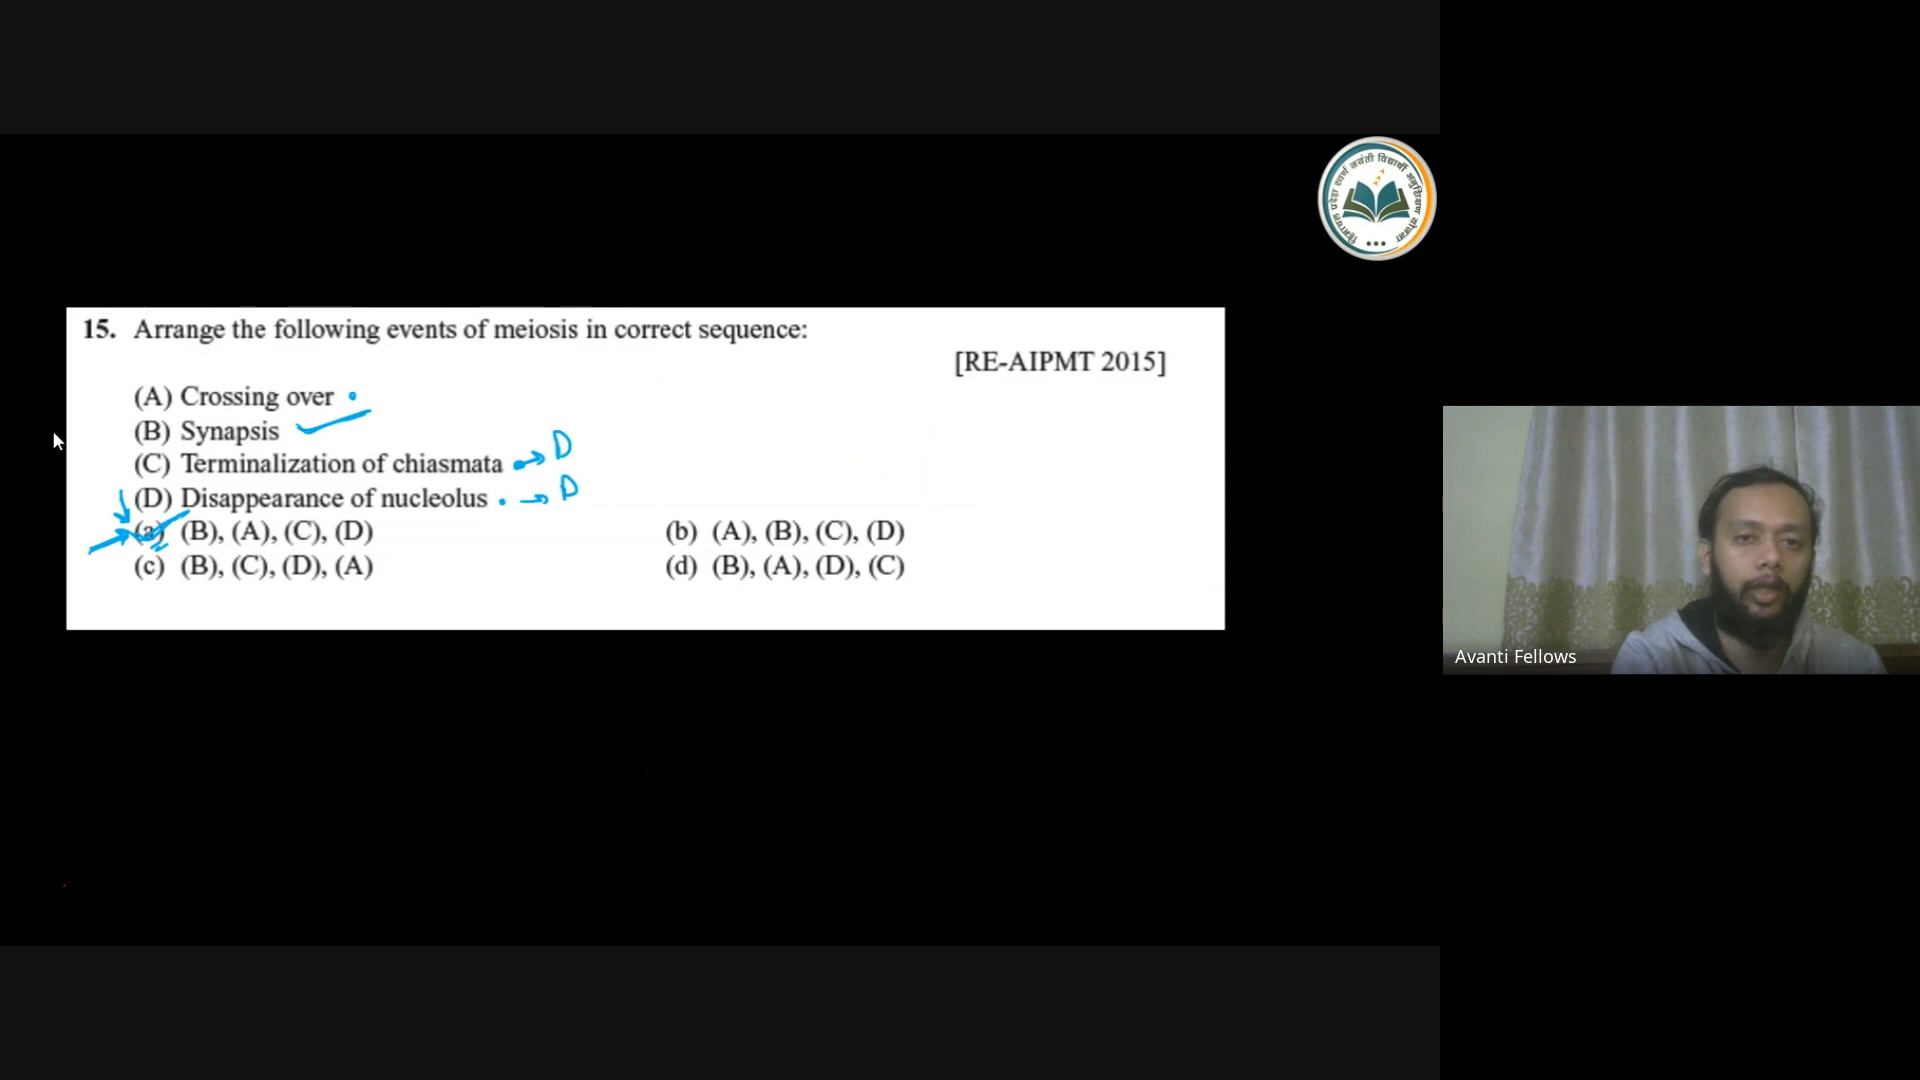 15. Arrange the following events of meiosis in correct sequence:
[RE-AIPMT 2015]
(A) Crossing over
(B) Synapsis
(C) Terminalization of chiasmata → D
(D) Disappearance of nucleolus → D
(a) (B), (A), (C), (D) (b) (A), (B), (C), (D)
(c) (B), (C), (D), (A) (d) (B), (A), (D), (C)
Avanti Fellows